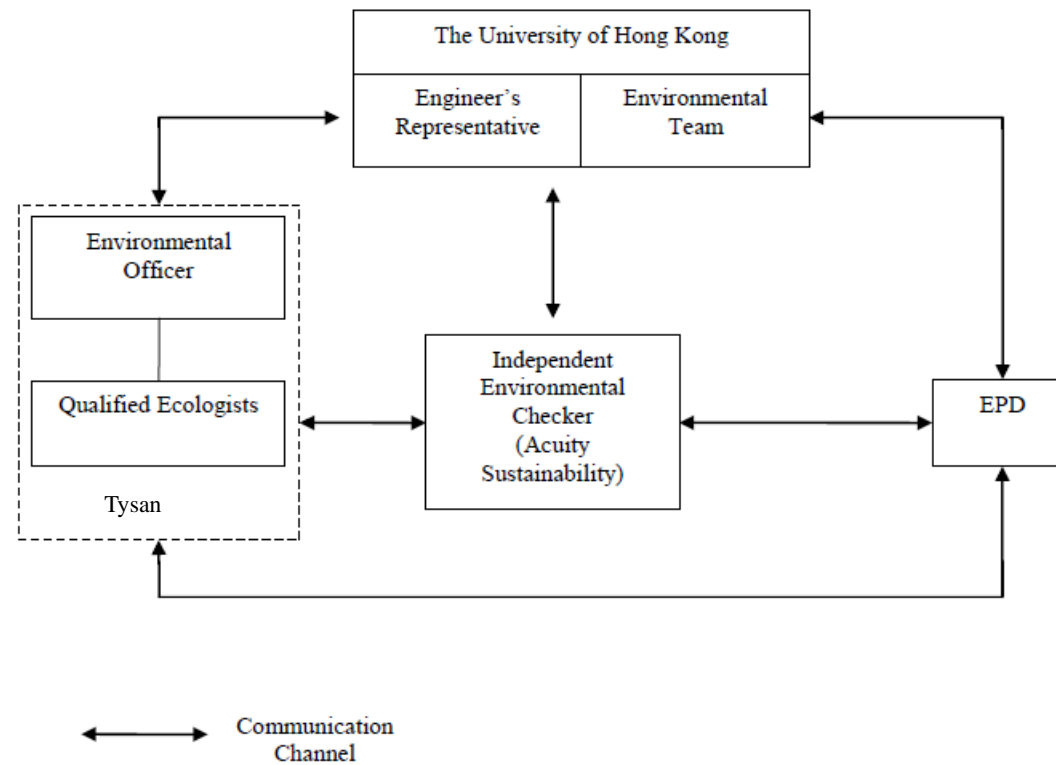 The University of Hong Kong
Engineer’s
Representative
Environmental
Team
Environmental
Officer
Qualified Ecologists
Tysan
Independent
Environmental
Checker
(Acuity
Sustainability)
EPD
Communication
Channel